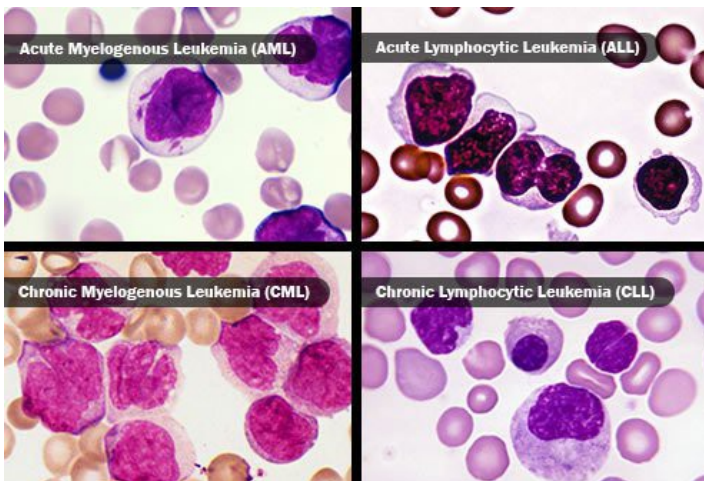 Acute Myelogenous Leukemia (AML)
Acute Lymphocytic Leukemia (ALL)
Chronic Myelogenous Leukemia (CML)
Chronic Lymphocytic Leukemia (CLL)